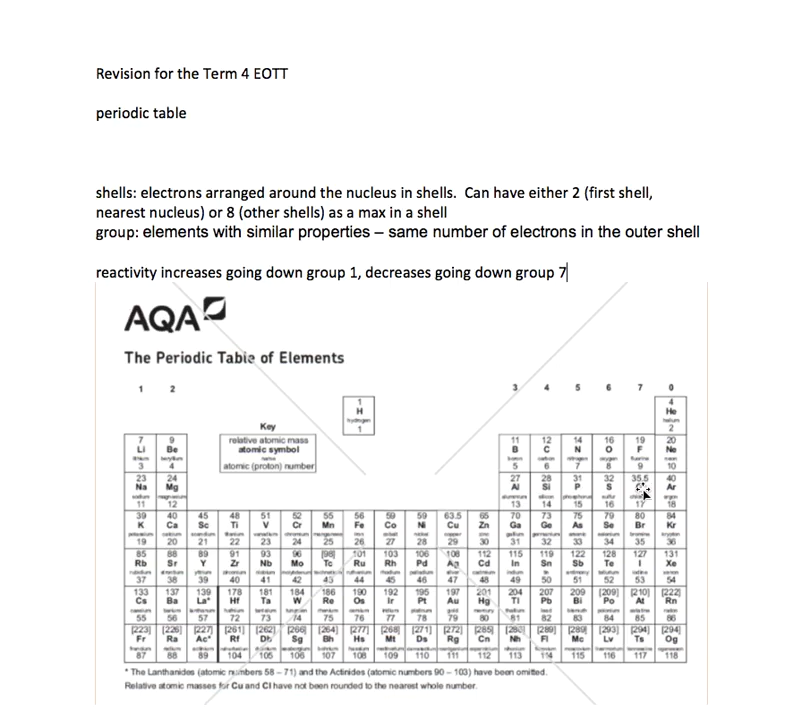 Revision for the Term 4 EOTT
periodic table
shells: electrons arranged around the nucleus in shells.  Can have either 2 (first shell,
nearest nucleus) or 8 (other shells) as a max in a shell
group: elements with similar properties – same number of electrons in the outer shell
reactivity increases going down group 1, decreases going down group 7
AQA
The Periodic Table of Elements
1 2 3 4 5 6 7 0
1 4
H He
hydrogen helium
1 2
Key
relative atomic mass
atomic symbol
name
atomic (proton) number
7 9 11 12 14 16 19 20
Li Be B C N O F Ne
lithium beryllium boron carbon nitrogen oxygen fluorine neon
3 4 5 6 7 8 9 10
23 24 27 28 31 32 35.5 40
Na Mg Al Si P S Ar
sodium magnesium aluminium silicon phosphorus sulfur argon
11 12 13 14 15 16 17 18
39 40 45 48 51 52 55 56 59 59 63.5 65 70 73 75 79 80 84
K Ca Sc Ti V Cr Mn Fe Co Ni Cu Zn Ga Ge As Se Br Kr
19 20 21 22 23 24 25 26 27 28 29 30 31 32 33 34 35 36
85 88 89 91 93 96 [98] 101 103 106 108 112 115 119 122 128 127 131
Rb Sr Y Zr Nb Mo Tc Ru Rh Pd Ag Cd In Sn Sb Te I Xe
37 38 39 40 41 42 43 44 45 46 47 48 49 50 51 52 53 54
133 137 139 178 181 184 186 190 192 195 197 201 204 207 209 [209] [210] [222]
Cs Ba La* Hf Ta W Re Os Ir Pt Au Hg Tl Pb Bi Po At Rn
55 56 57 72 73 74 75 76 77 78 79 80 81 82 83 84 85 86
[223] [226] [227] [261] [262] [266] [264] [277] [268] [271] [272] [285] [286] [289] [289] [293] [294] [294]
Fr Ra Ac* Rf Db Sg Bh Hs Mt Ds Rg Cn Nh Fl Mc Lv Ts Og
87 88 89 104 105 106 107 108 109 110 111 112 113 114 115 116 117 118
* The Lanthanides (atomic numbers 58 – 71) and the Actinides (atomic numbers 90 – 103) have been omitted.
Relative atomic masses for Cu and Cl have not been rounded to the nearest whole number.